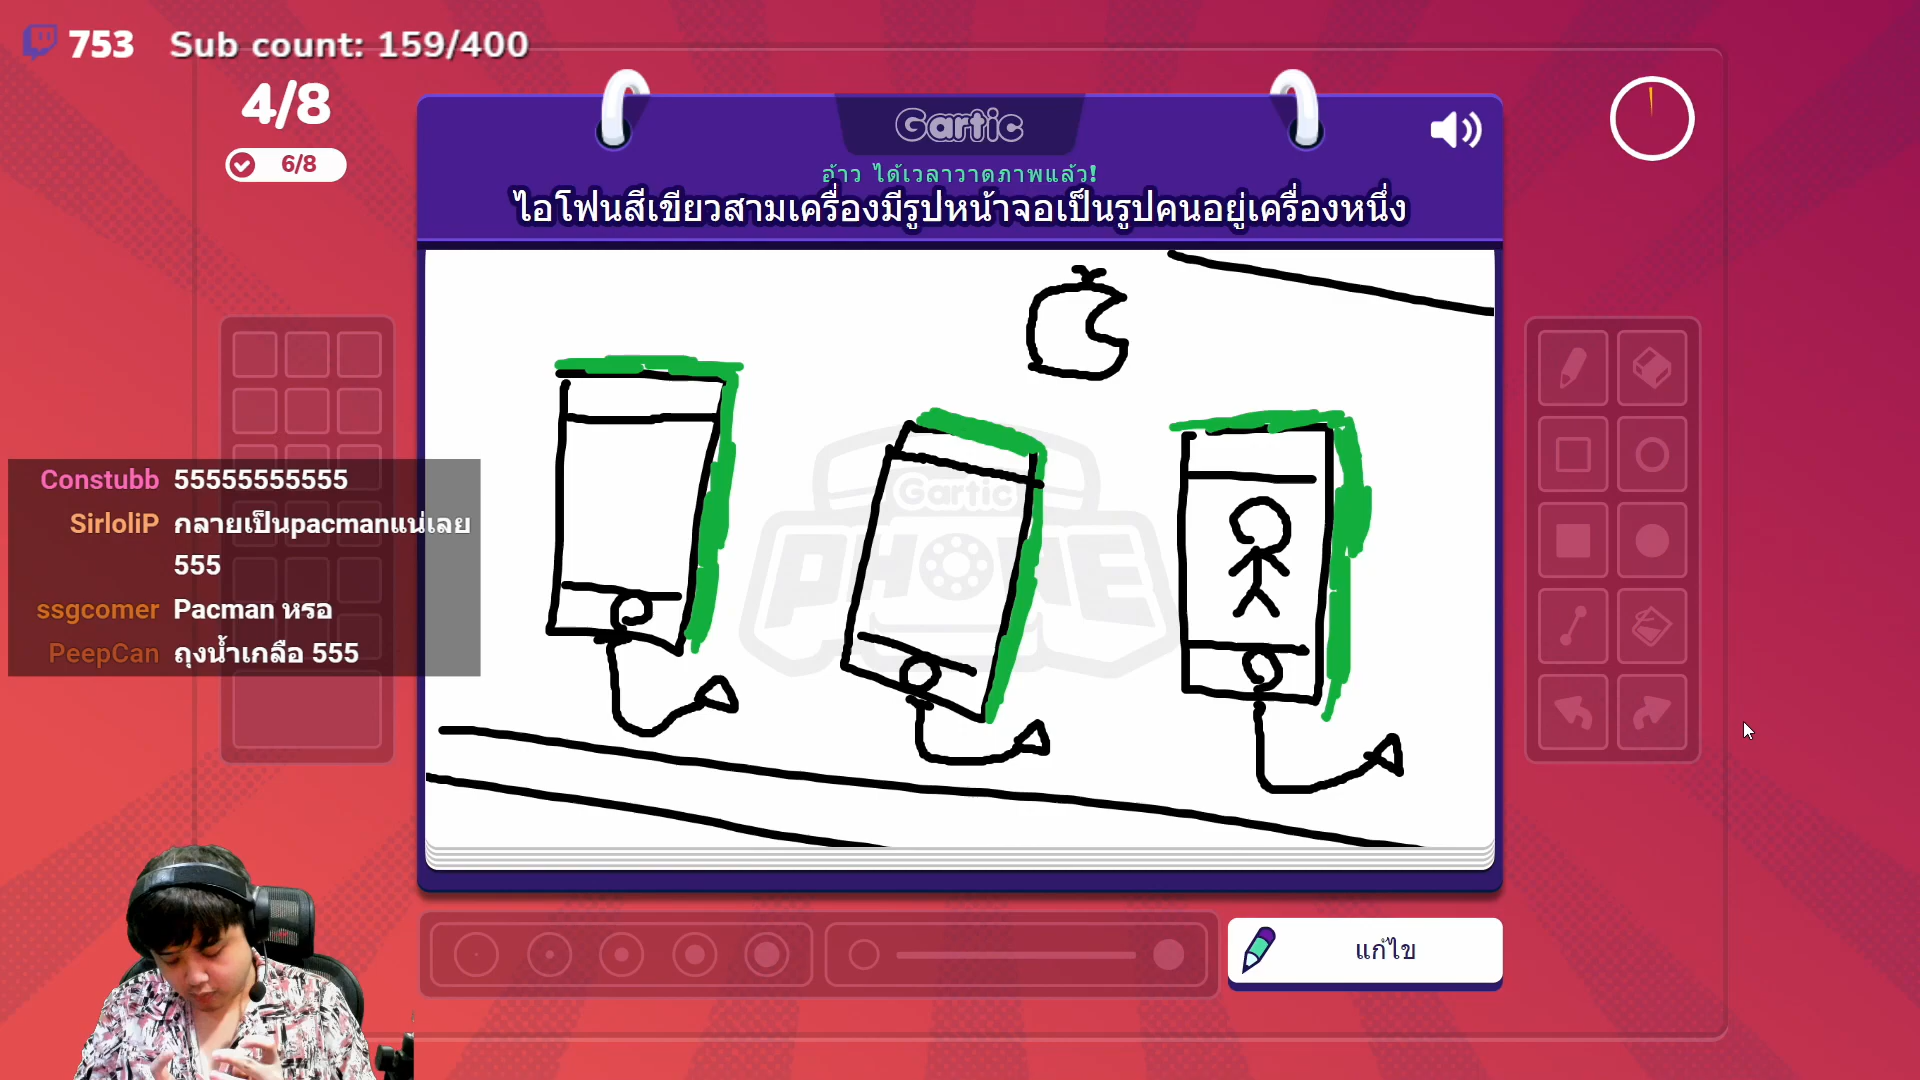 753 Sub count: 159/400
4/8
6/8
Gartic
อ้าว ได้เวลาวาดภาพแล้ว!
ไอโฟนสีเขียวสามเครื่องมีรูปหน้าจอเป็นรูปคนอยู่เครื่องหนึ่ง
Gartic
PHONE
Constubb 55555555555
SirloliP กลายเป็นpacmanแน่เลย
555
ssgcomer Pacman หรอ
PeepCan ถุงน้ำเกลือ 555
แก้ไข